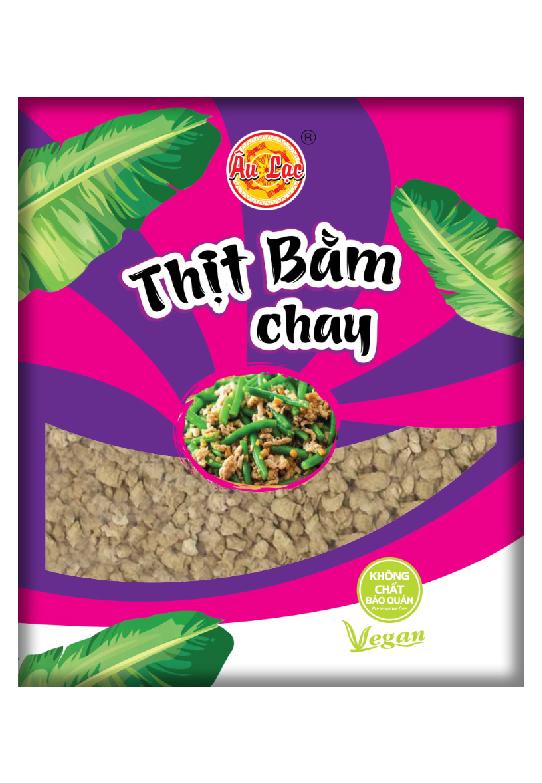 Âu Lạc
®
Thịt Bằm
chay
KHÔNG
CHẤT
BẢO QUẢN
Vegan